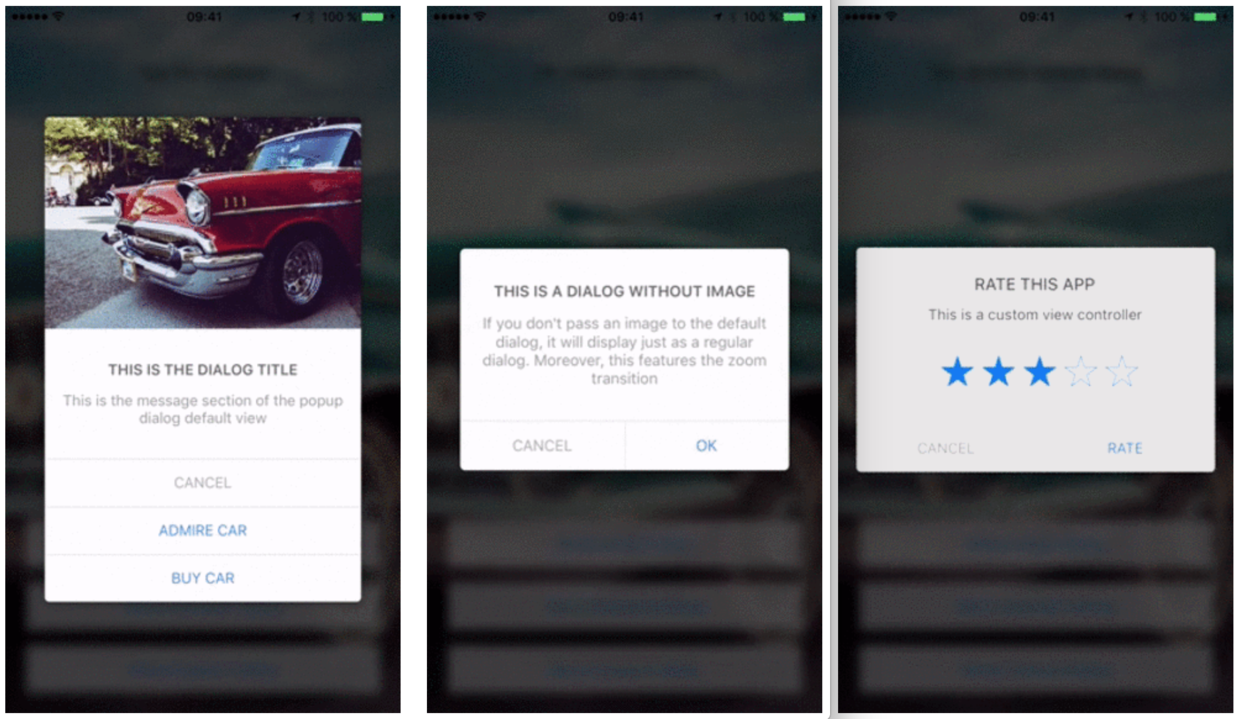 09:41
100 %
THIS IS THE DIALOG TITLE
This is the message section of the popup
dialog default view
CANCEL
ADMIRE CAR
BUY CAR
09:41
100 %
THIS IS A DIALOG WITHOUT IMAGE
If you don't pass an image to the default
dialog, it will display just as a regular
dialog. Moreover, this features the zoom
transition
CANCEL
OK
09:41
100 %
RATE THIS APP
This is a custom view controller
CANCEL
RATE